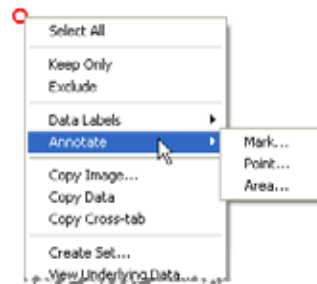 Select All
Keep Only
Exclude
Data Labels
Annotate
Mark...
Point...
Area...
Copy Image...
Copy Data
Copy Cross-tab
Create Set...
View Underlying Data...